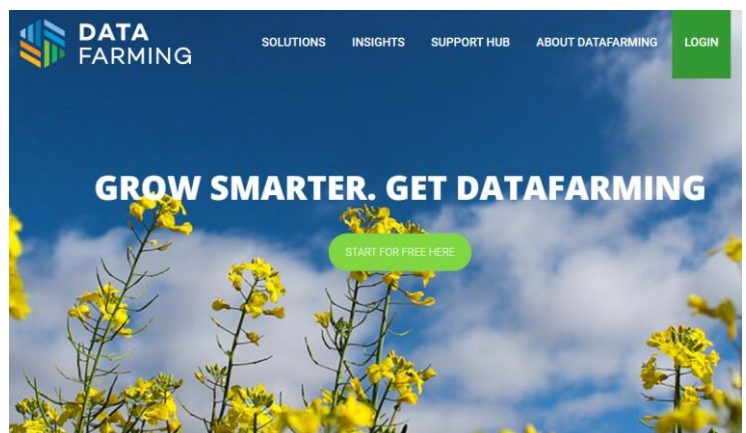 DATA
FARMING
SOLUTIONS INSIGHTS SUPPORT HUB ABOUT DATAFARMING LOGIN
GROW SMARTER. GET DATAFARMING
START FOR FREE HERE